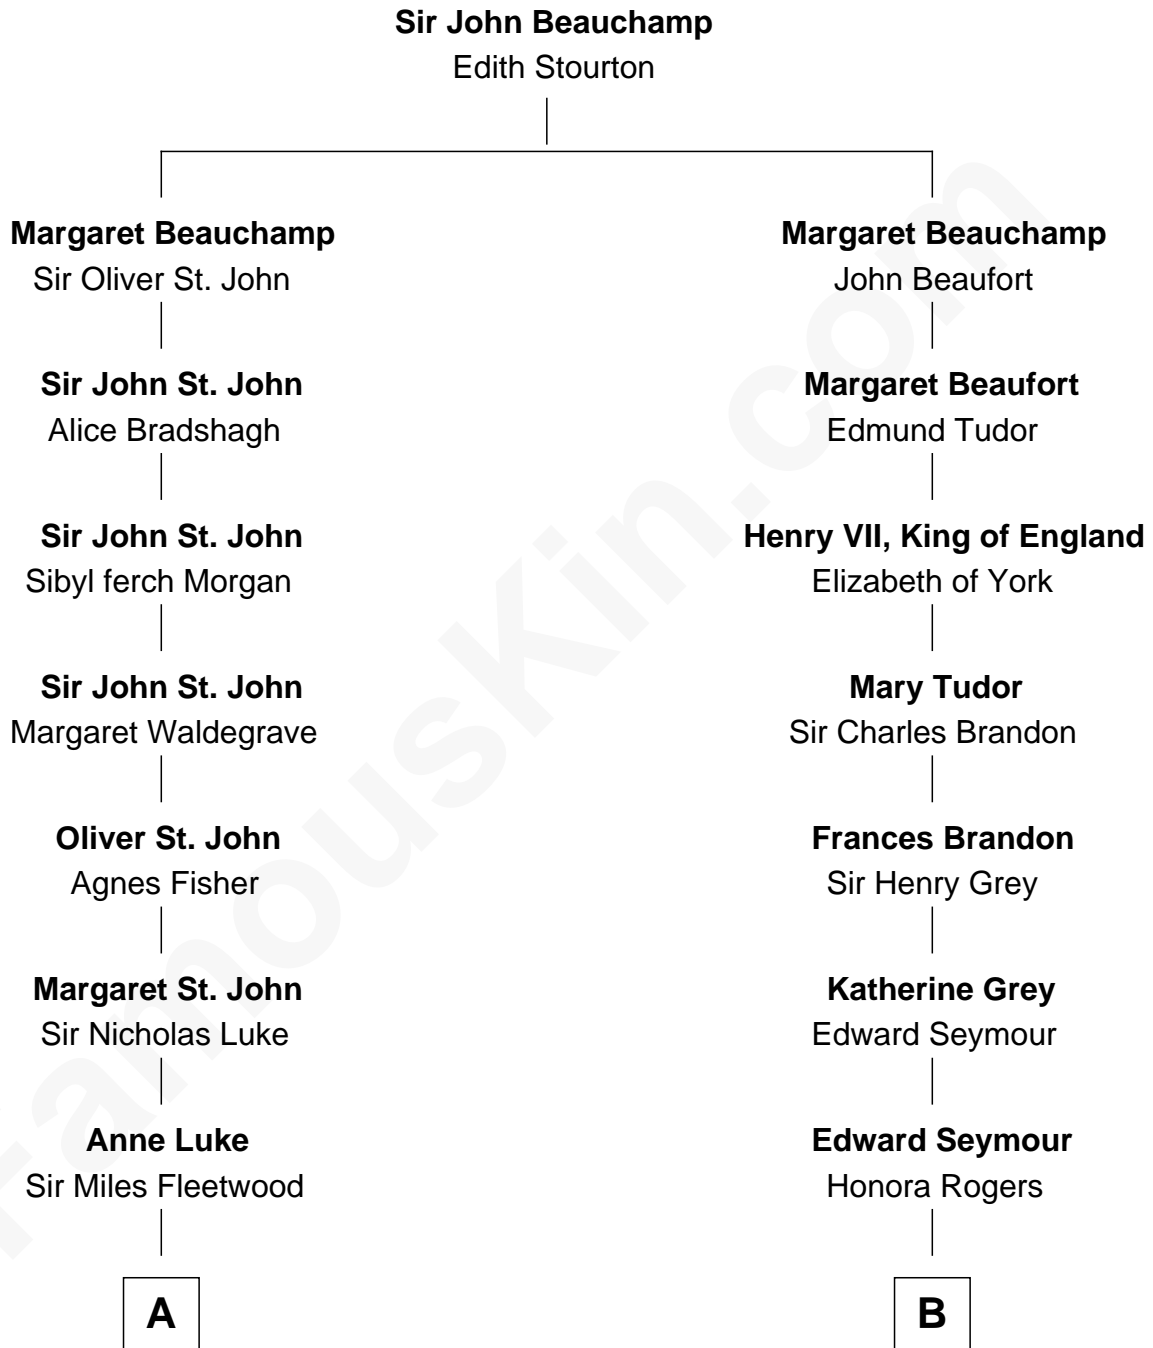 Sir John Beauchamp
Edith Stourton
Margaret Beauchamp
Sir Oliver St. John
Margaret Beauchamp
John Beaufort
Sir John St. John
Alice Bradshagh
Margaret Beaufort
Edmund Tudor
Sir John St. John
Sibyl ferch Morgan
Henry VII, King of England
Elizabeth of York
Sir John St. John
Margaret Waldegrave
Mary Tudor
Sir Charles Brandon
Oliver St. John
Agnes Fisher
Frances Brandon
Sir Henry Grey
Margaret St. John
Sir Nicholas Luke
Katherine Grey
Edward Seymour
Anne Luke
Sir Miles Fleetwood
Edward Seymour
Honora Rogers
A
B
FamousKin.com